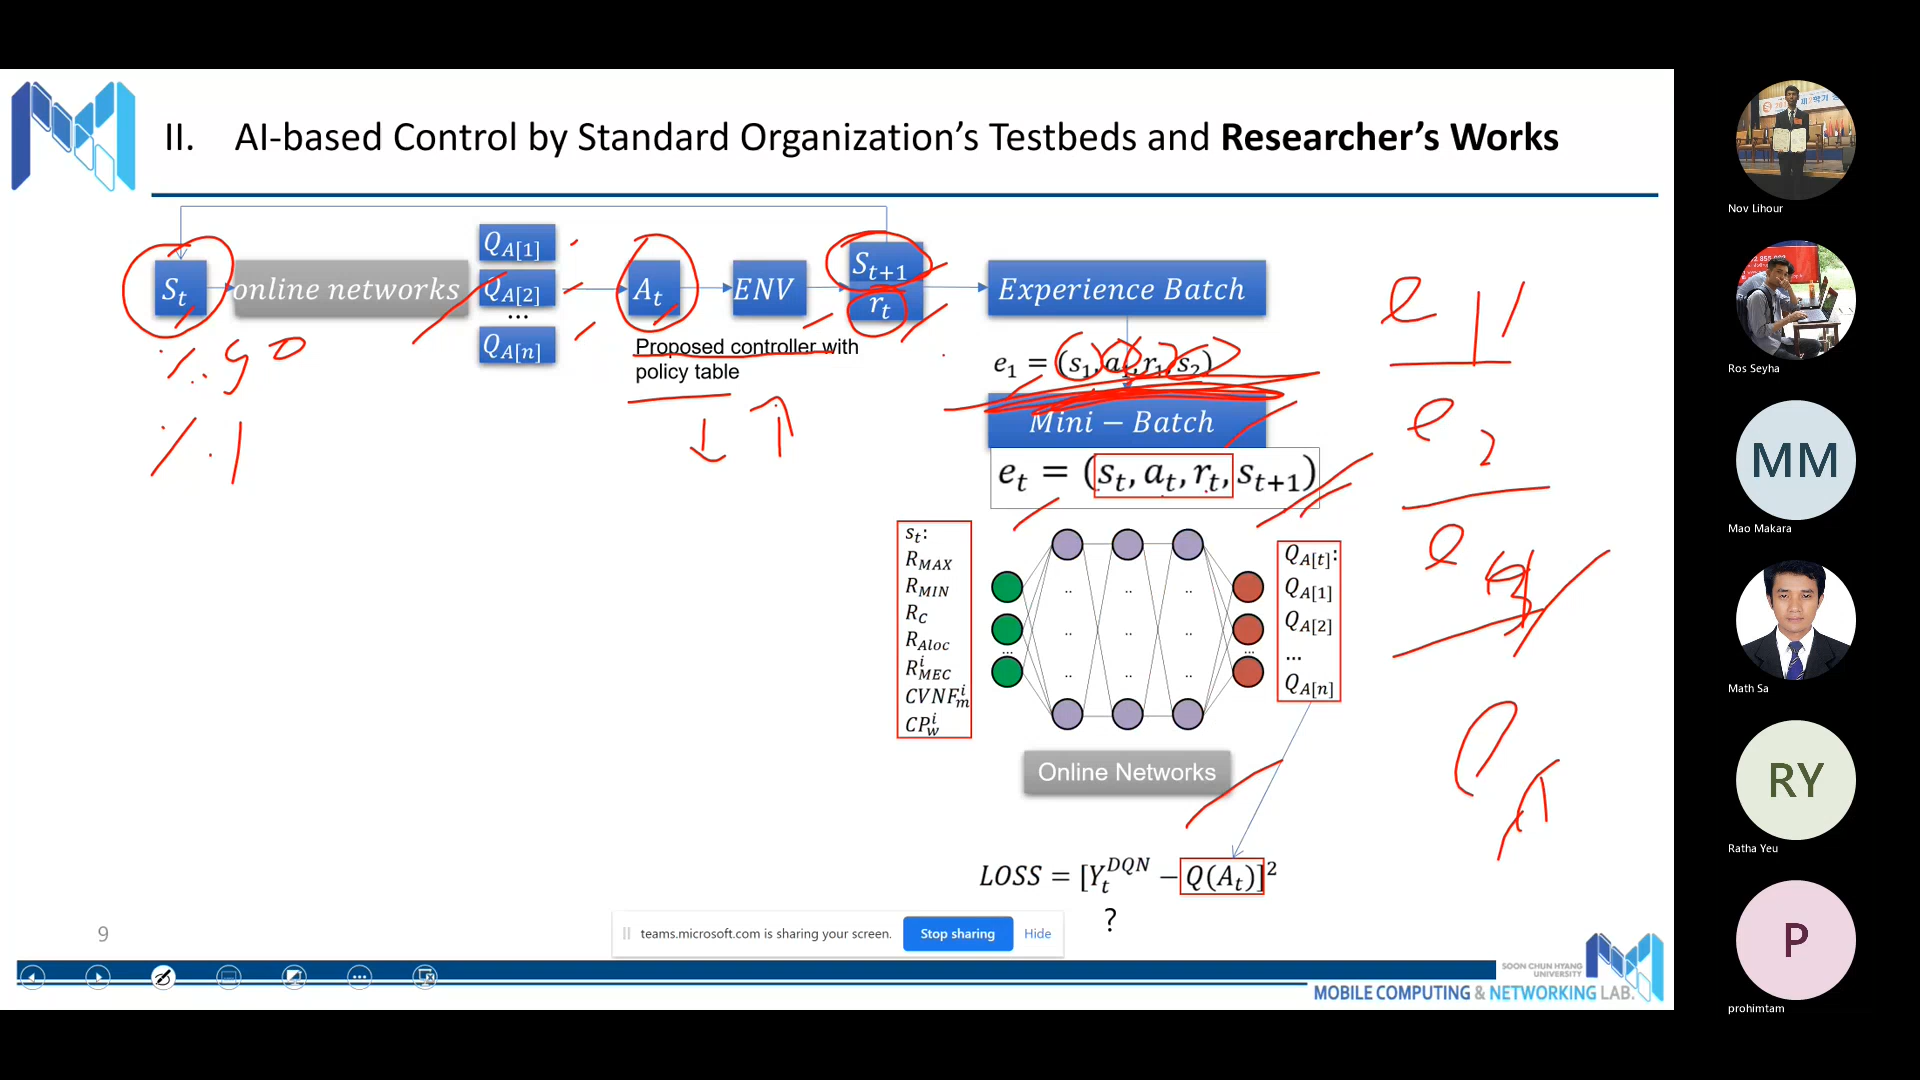 II. AI-based Control by Standard Organization's Testbeds and Researcher's Works
S_t
online networks
Q_A[1]
Q_A[2]
...
Q_A[n]
A_t
ENV
S_t+1
r_t
Experience Batch
Proposed controller with
policy table
e_1 = (s_1, a_1, r_1, s_2)
Mini − Batch
e_t = (s_t, a_t, r_t, s_t+1)
s_t:
R_MAX
R_MIN
R_C
R_Aloc
R^i_MEC
CVNF^i_m
CP^i_w
Q_A[t]:
Q_A[1]
Q_A[2]
...
Q_A[n]
Online Networks
LOSS = [Y_t^DQN − Q(A_t)]^2
?
e_1
e_2
teams.microsoft.com is sharing your screen.
Stop sharing
Hide
9
SOON CHUN HYANG
UNIVERSITY
MOBILE COMPUTING & NETWORKING LAB.
Nov Lihour
Ros Seyha
MM
Mao Makara
Math Sa
RY
Ratha Yeu
P
prohimtam